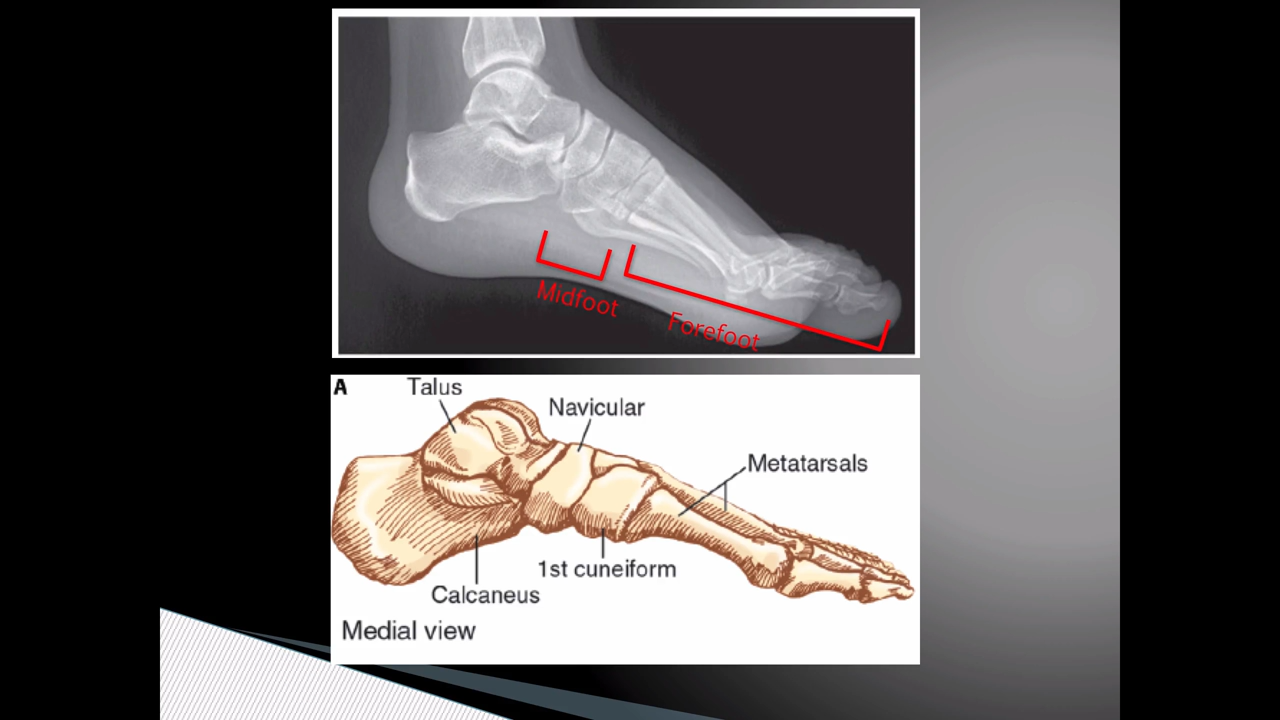 Midfoot
Forefoot
A
Talus
Navicular
Metatarsals
1st cuneiform
Calcaneus
Medial view